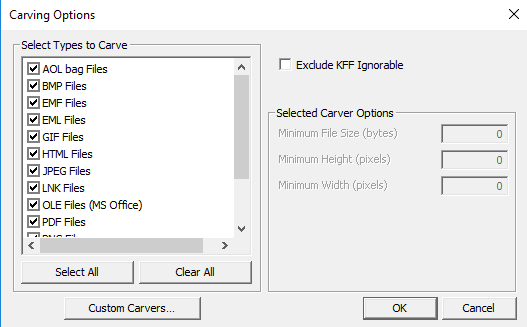 Carving Options
Select Types to Carve
AOL bag Files
BMP Files
EMF Files
EML Files
GIF Files
HTML Files
JPEG Files
LNK Files
OLE Files (MS Office)
PDF Files
PNG Files
Select All
Clear All
Custom Carvers...
Exclude KFF Ignorable
Selected Carver Options
Minimum File Size (bytes)
0
Minimum Height (pixels)
0
Minimum Width (pixels)
0
OK
Cancel